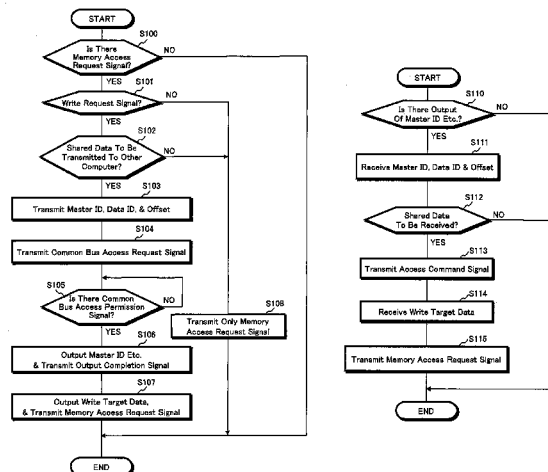 START
S100
Is There
Memory Access
Request Signal?
NO
YES
S101
Write Request Signal?
NO
YES
S102
Shared Data To Be
Transmitted To Other
Computer?
NO
YES
S103
Transmit Master ID, Data ID, & Offset
S104
Transmit Common Bus Access Request Signal
S105
Is There Common
Bus Access Permission
Signal?
NO
YES
S108
Transmit Only Memory
Access Request Signal
S106
Output Master ID Etc.
& Transmit Output Completion Signal
S107
Output Write Target Data,
& Transmit Memory Access Request Signal
END
START
S110
Is There Output
Of Master ID Etc.?
NO
YES
S111
Receive Master ID, Data ID & Offset
S112
Shared Data
To Be Received?
NO
YES
S113
Transmit Access Command Signal
S114
Receive Write Target Data
S115
Transmit Memory Access Request Signal
END